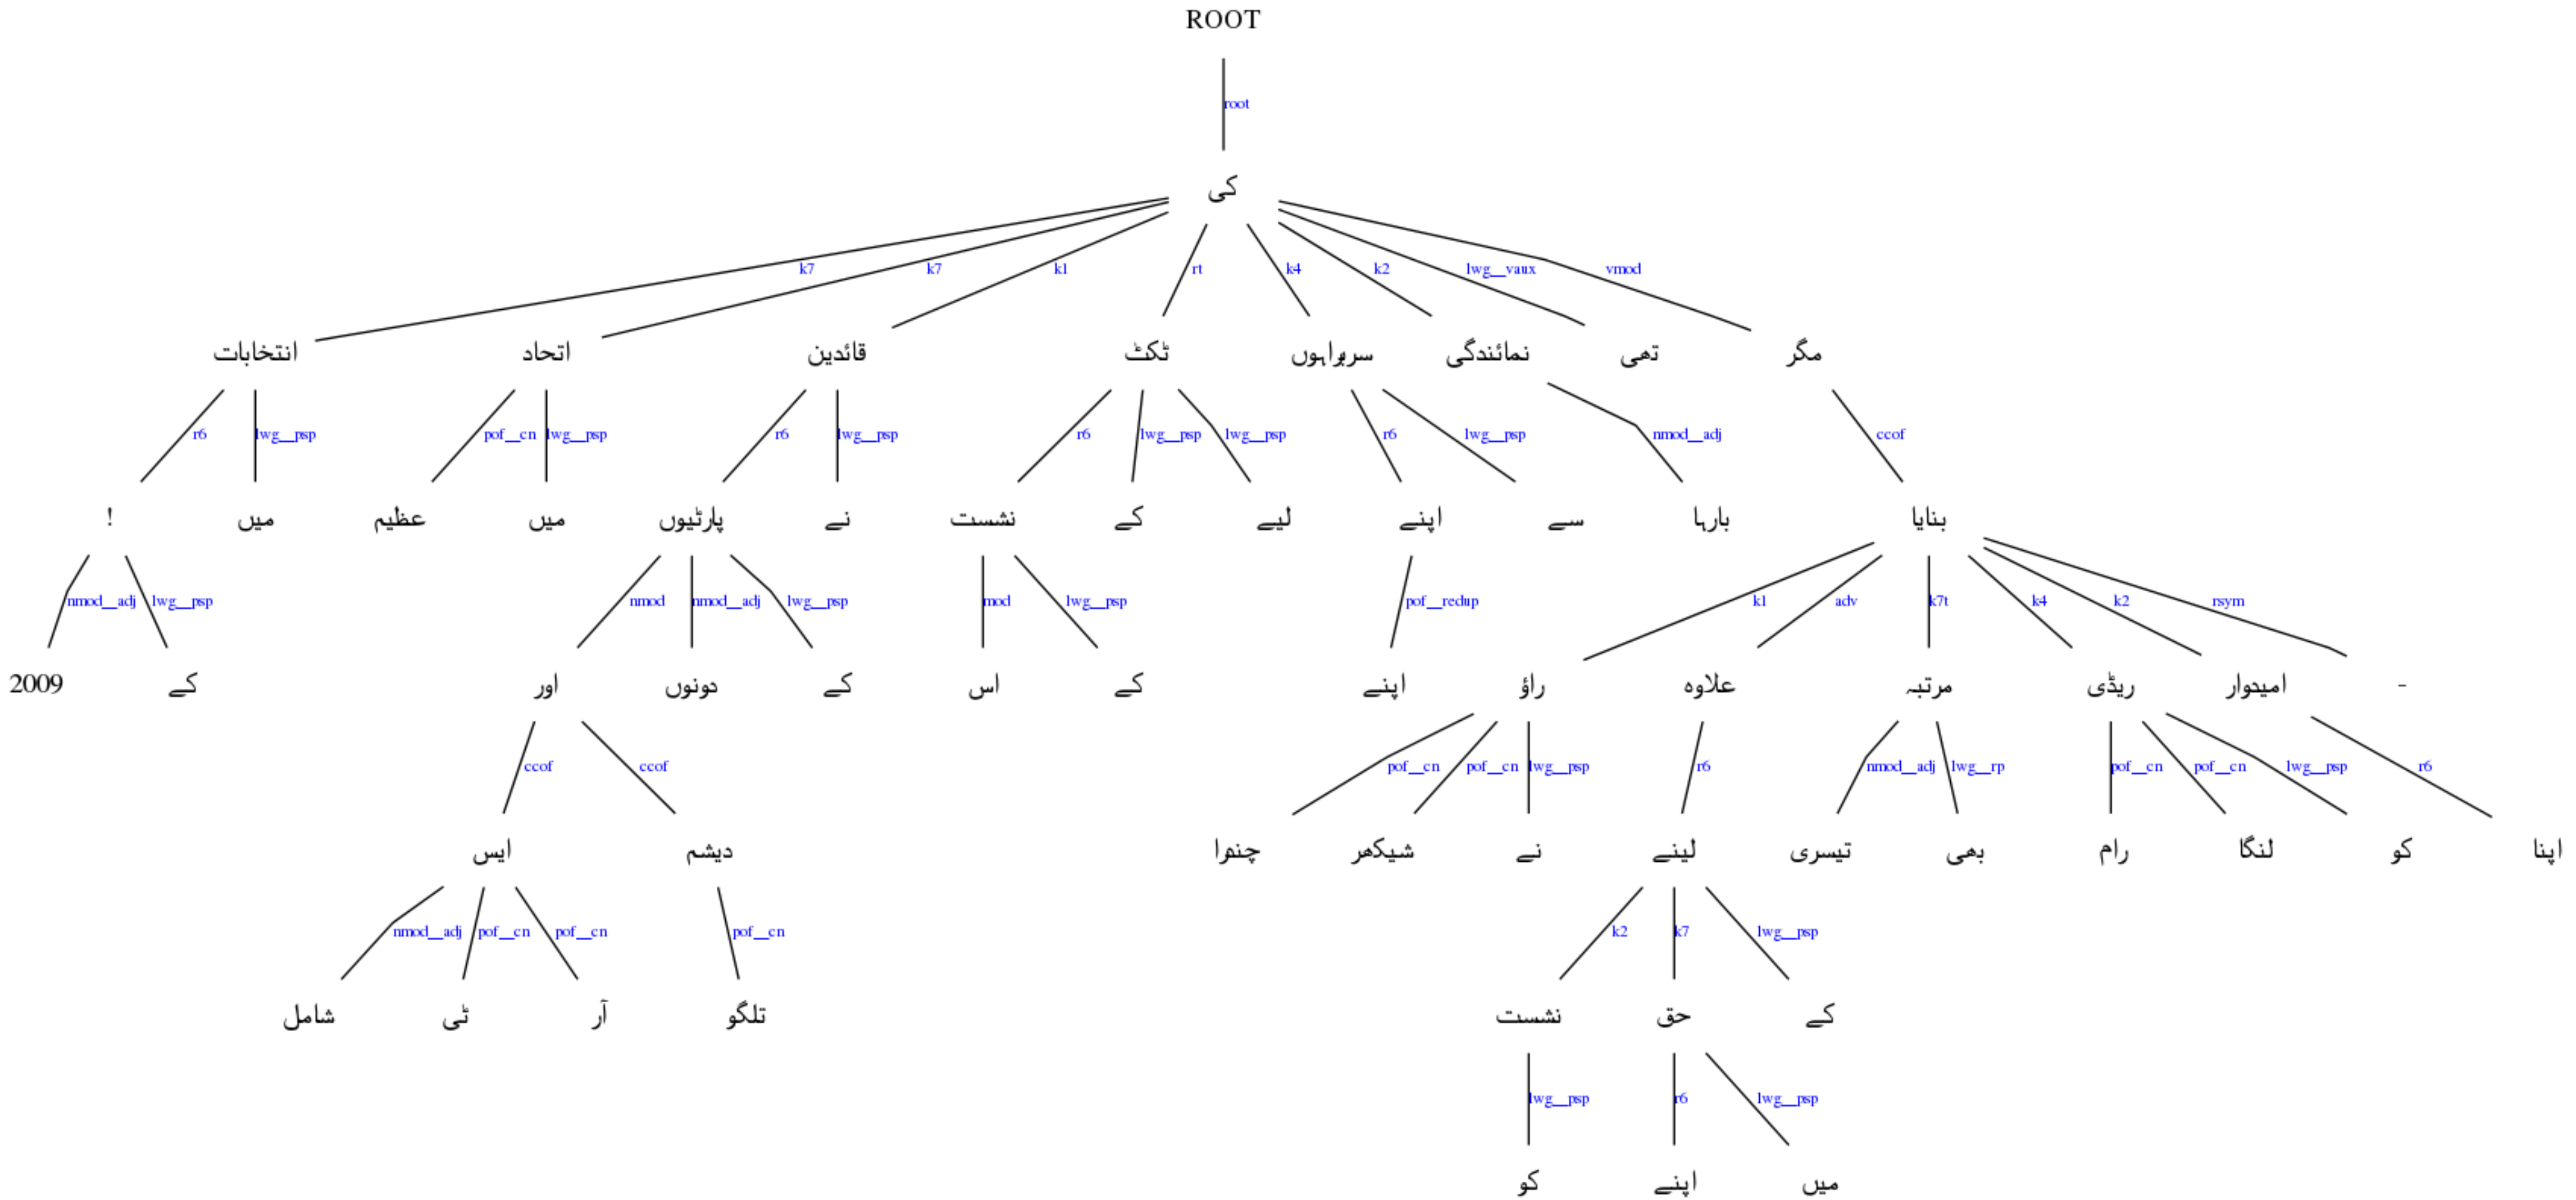 ROOT
root
کی
k7 k7 k1 rt k4 k2 lwg__vaux vmod
انتخابات اتحاد قائدین ٹکٹ سربراہوں نمائندگی تھی مگر
r6 lwg__psp pof__cn lwg__psp r6 lwg__psp r6 lwg__psp lwg__psp r6 lwg__psp nmod__adj ccof
! میں عظیم میں پارٹیوں نے نشست کے لیے اپنے سے بارہا بنایا
nmod__adj lwg__psp nmod nmod__adj lwg__psp mod lwg__psp pof__redup k1 adv k7t k4 k2 rsym
2009 کے اور دونوں کے اس کے اپنے راؤ علاوہ مرتبہ ریڈی امیدوار -
ccof ccof pof__cn pof__cn lwg__psp r6 nmod__adj lwg__rp pof__cn pof__cn lwg__psp r6
ایس دیشم شیکھر نے لینے تیسری بھی رام لنگا کو اپنا
nmod__adj pof__cn pof__cn pof__cn k2 k7 lwg__psp
شامل ٹی آر تلگو نشست حق کے
lwg__psp r6 lwg__psp
کو اپنے میں